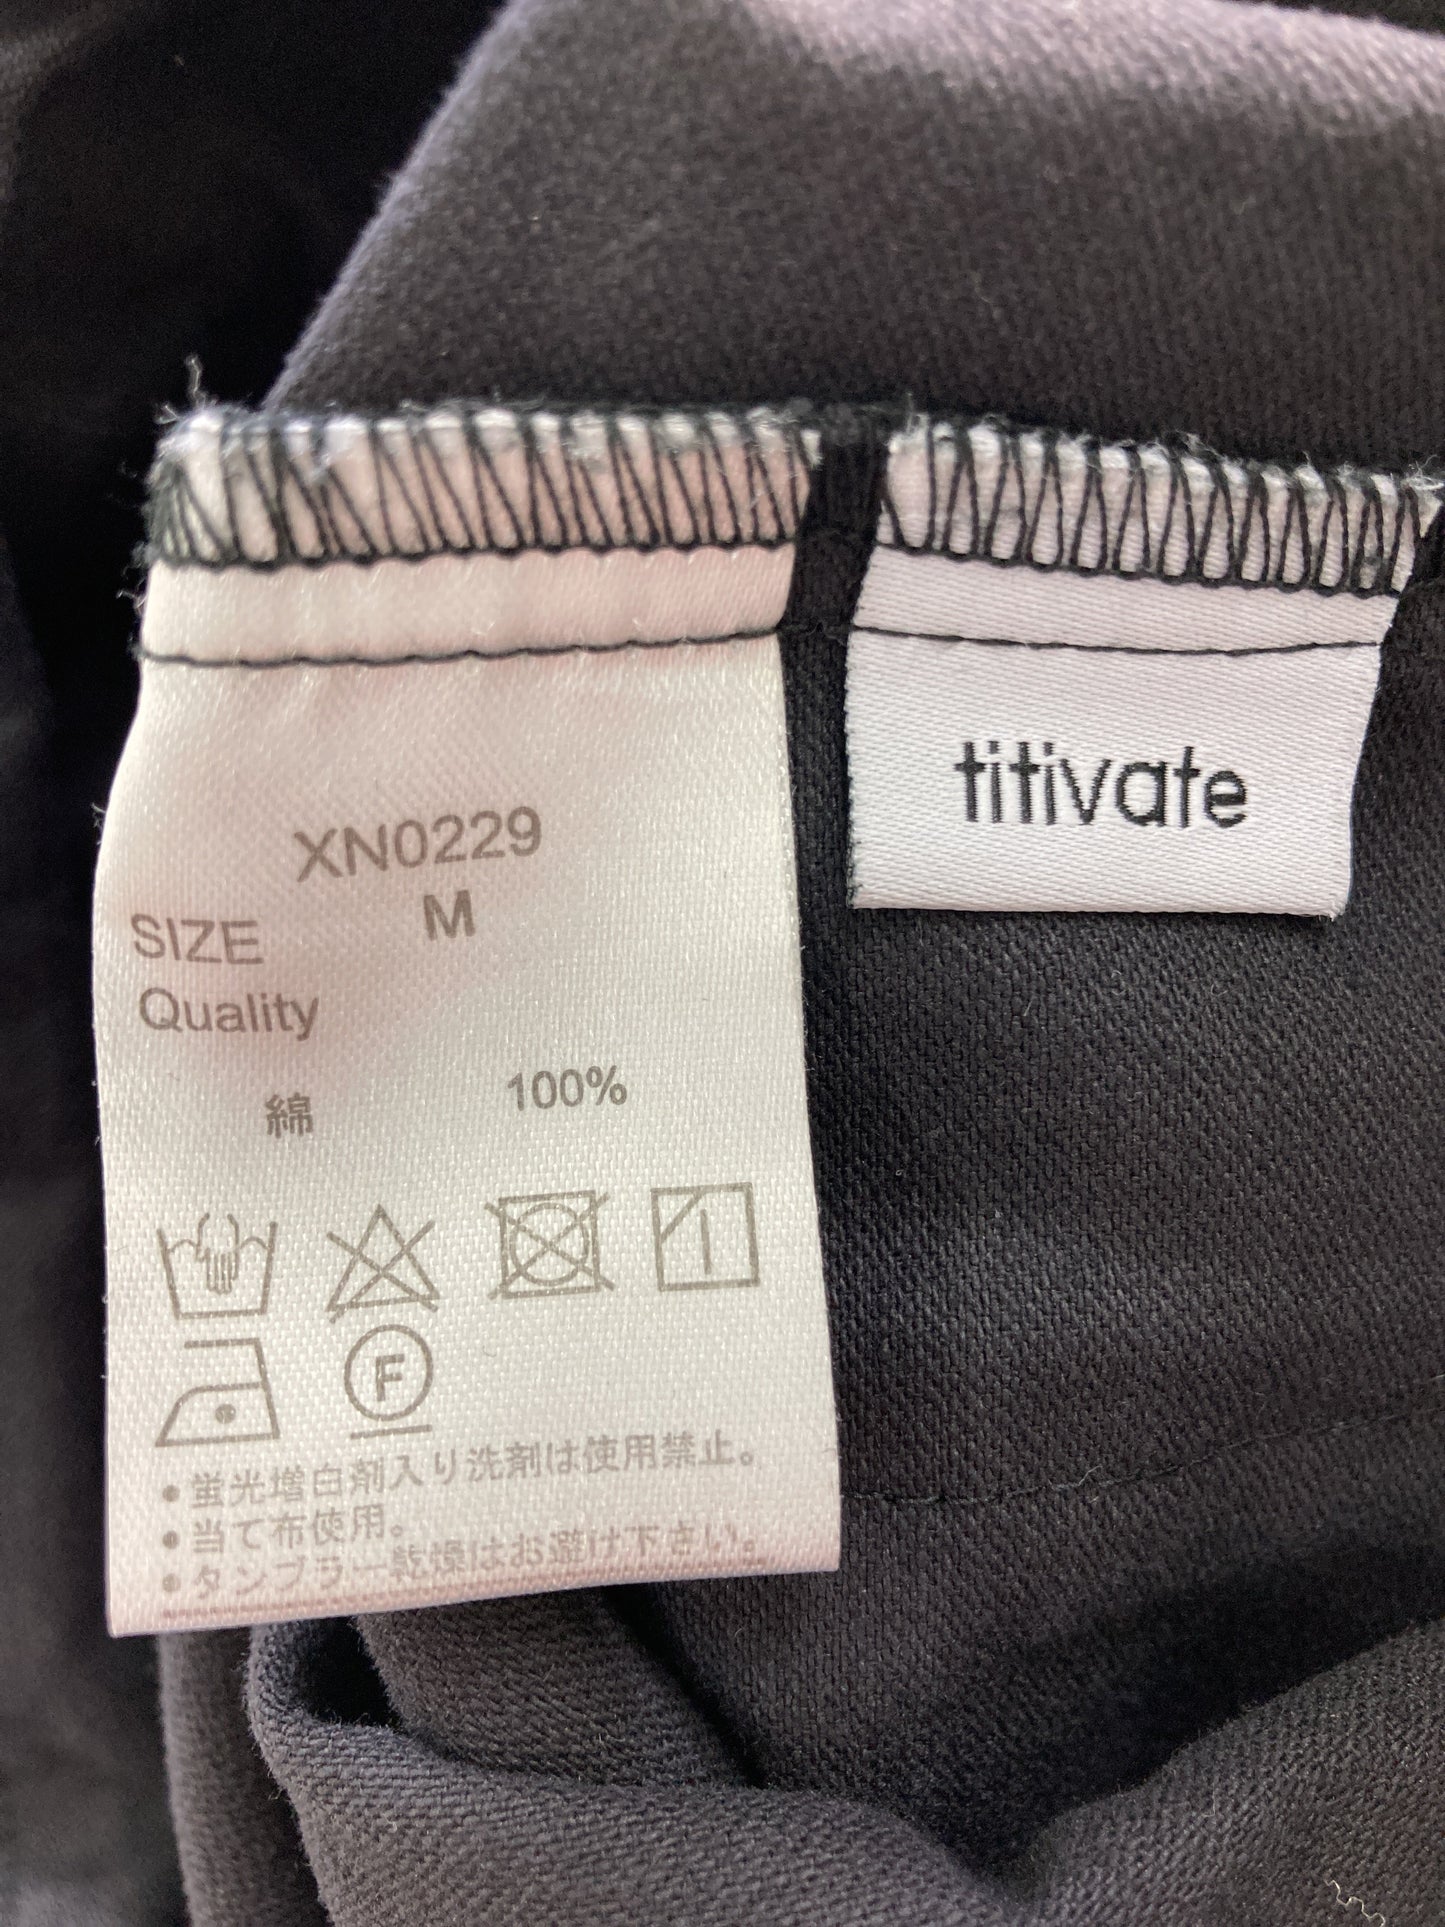 XN0229
SIZE M
Quality
綿 100%
F
•蛍光増白剤入り洗剤は使用禁止。
•当て布使用。
•タンブラー乾燥はお避け下さい。
titivate